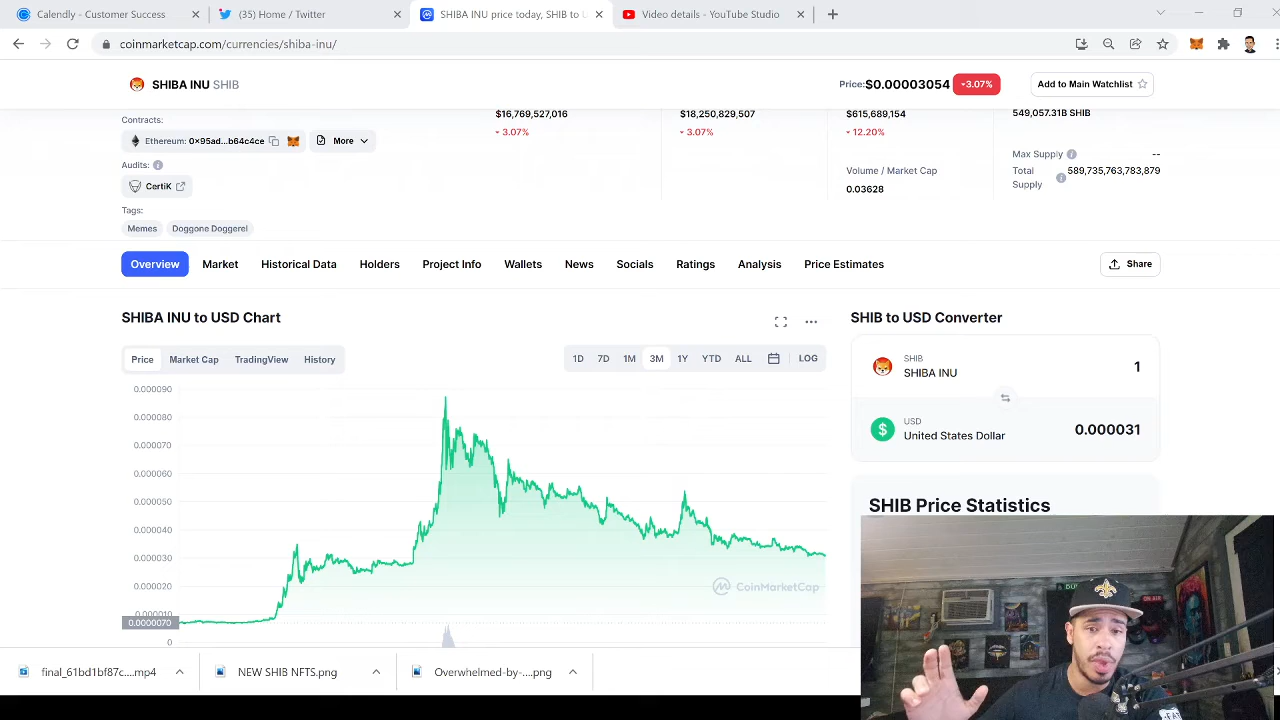 Calendly - Customer Success
(35) Home / Twitter
SHIBA INU price today, SHIB to U
Video details - YouTube Studio
coinmarketcap.com/currencies/shiba-inu/
SHIBA INU SHIB
Price: $0.00003054
3.07%
Add to Main Watchlist
Contracts:
Ethereum: 0x95ad...b64c4ce
More
Audits:
CertiK
Tags:
Memes
Doggone Doggerel
$16,769,527,016
3.07%
$18,250,829,507
3.07%
$615,689,154
12.20%
Volume / Market Cap
0.03628
549,057.31B SHIB
Max Supply
--
Total Supply
589,735,763,783,879
Overview
Market
Historical Data
Holders
Project Info
Wallets
News
Socials
Ratings
Analysis
Price Estimates
Share
SHIBA INU to USD Chart
Price
Market Cap
TradingView
History
1D
7D
1M
3M
1Y
YTD
ALL
LOG
0.000090
0.000080
0.000070
0.000060
0.000050
0.000040
0.000030
0.000020
0.000010
0.0000070
0
CoinMarketCap
SHIB to USD Converter
SHIB
SHIBA INU
1
USD
United States Dollar
0.000031
SHIB Price Statistics
ON AIR
final_61bd1bf87c....mp4
NEW SHIB NFTS.png
Overwhelmed-by-....png